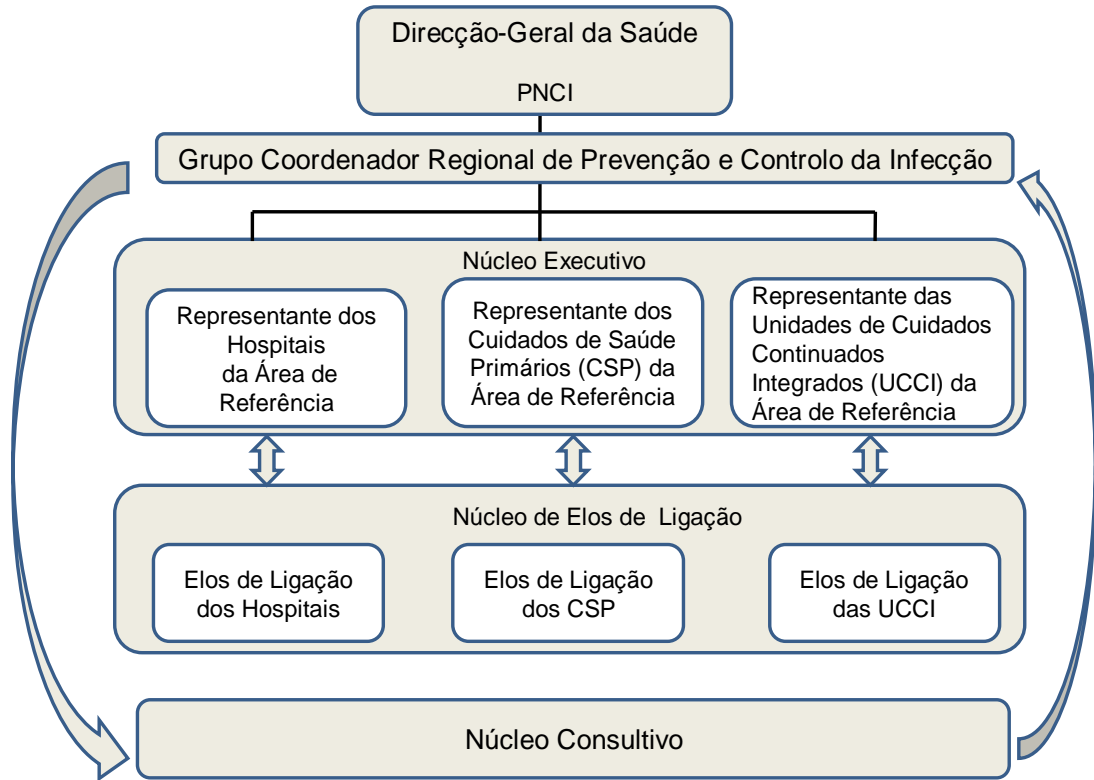 Direcção-Geral da Saúde
PNCI
Grupo Coordenador Regional de Prevenção e Controlo da Infecção
Núcleo Executivo
Representante dos
Hospitais
da Área de
Referência
Representante dos
Cuidados de Saúde
Primários (CSP) da
Área de Referência
Representante das
Unidades de Cuidados
Continuados
Integrados (UCCI) da
Área de Referência
Núcleo de Elos de Ligação
Elos de Ligação
dos Hospitais
Elos de Ligação
dos CSP
Elos de Ligação
das UCCI
Núcleo Consultivo